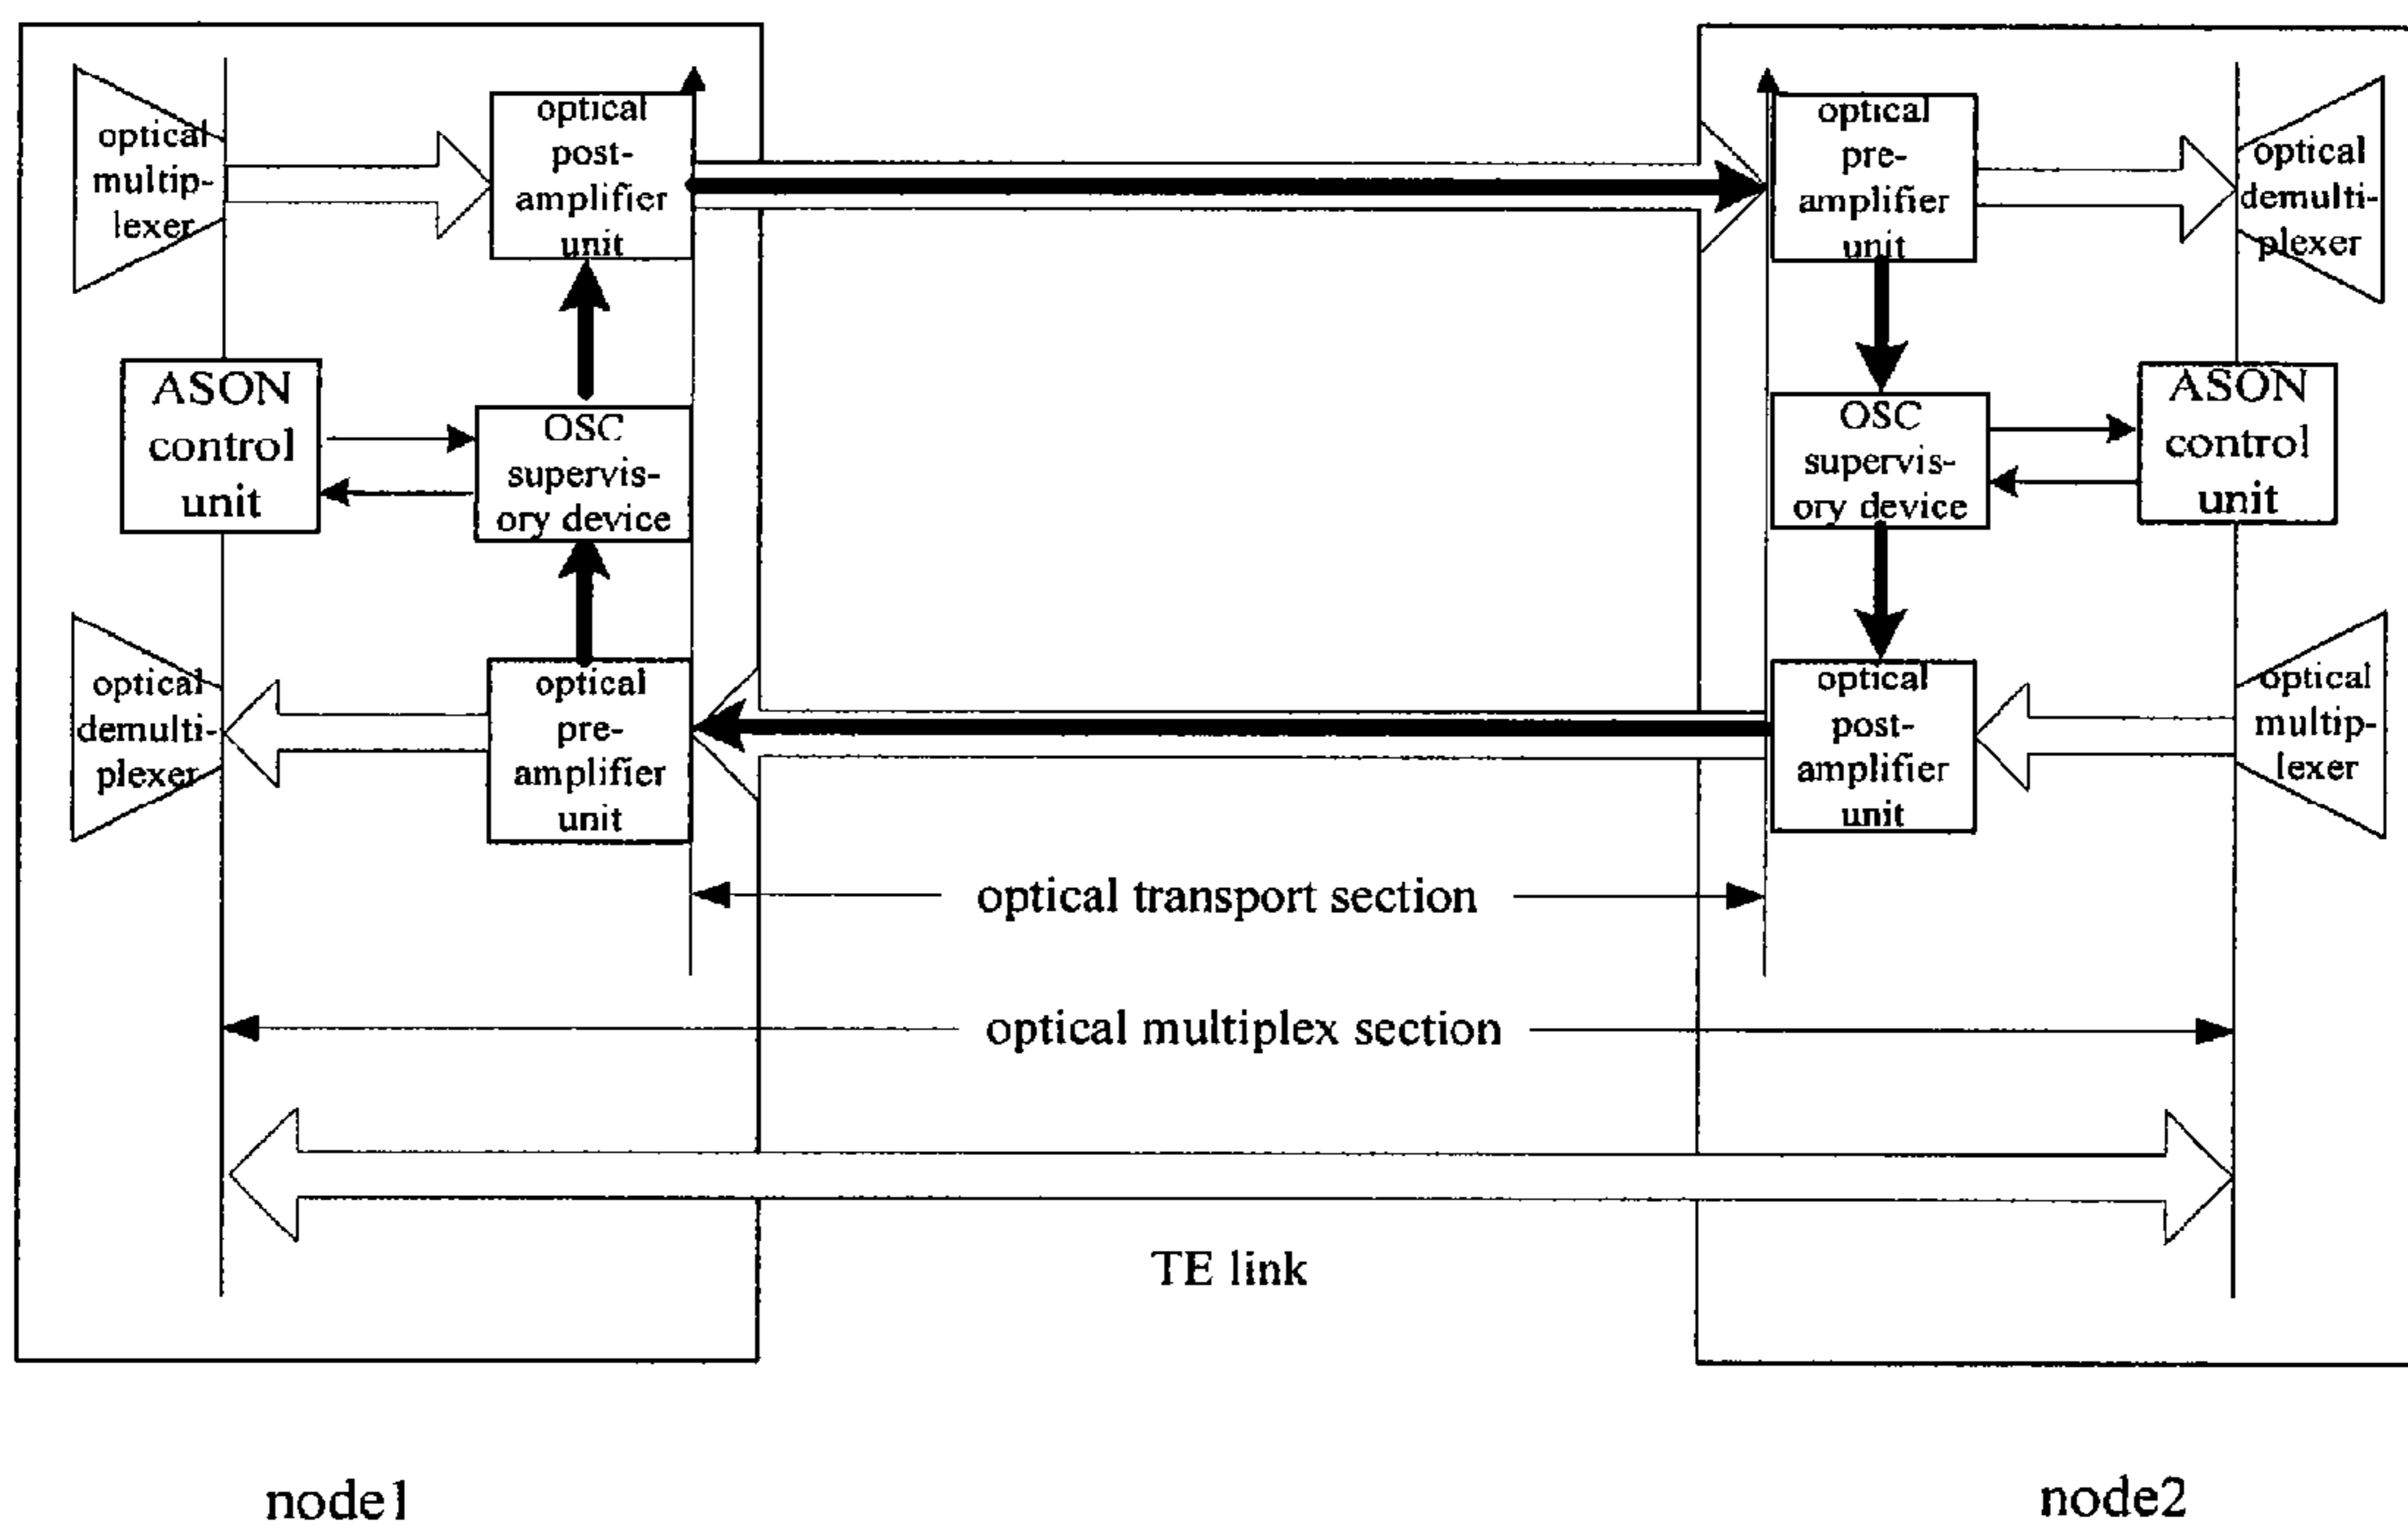 optical
multip-
lexer
optical
post-
amplifier
unit
optical
pre-
amplifier
unit
optical
demulti-
plexer
ASON
control
unit
OSC
supervis-
ory device
OSC
supervis-
ory device
ASON
control
unit
optical
demulti-
plexer
optical
pre-
amplifier
unit
optical
post-
amplifier
unit
optical
multip-
lexer
optical transport section
optical multiplex section
TE link
node1
node2